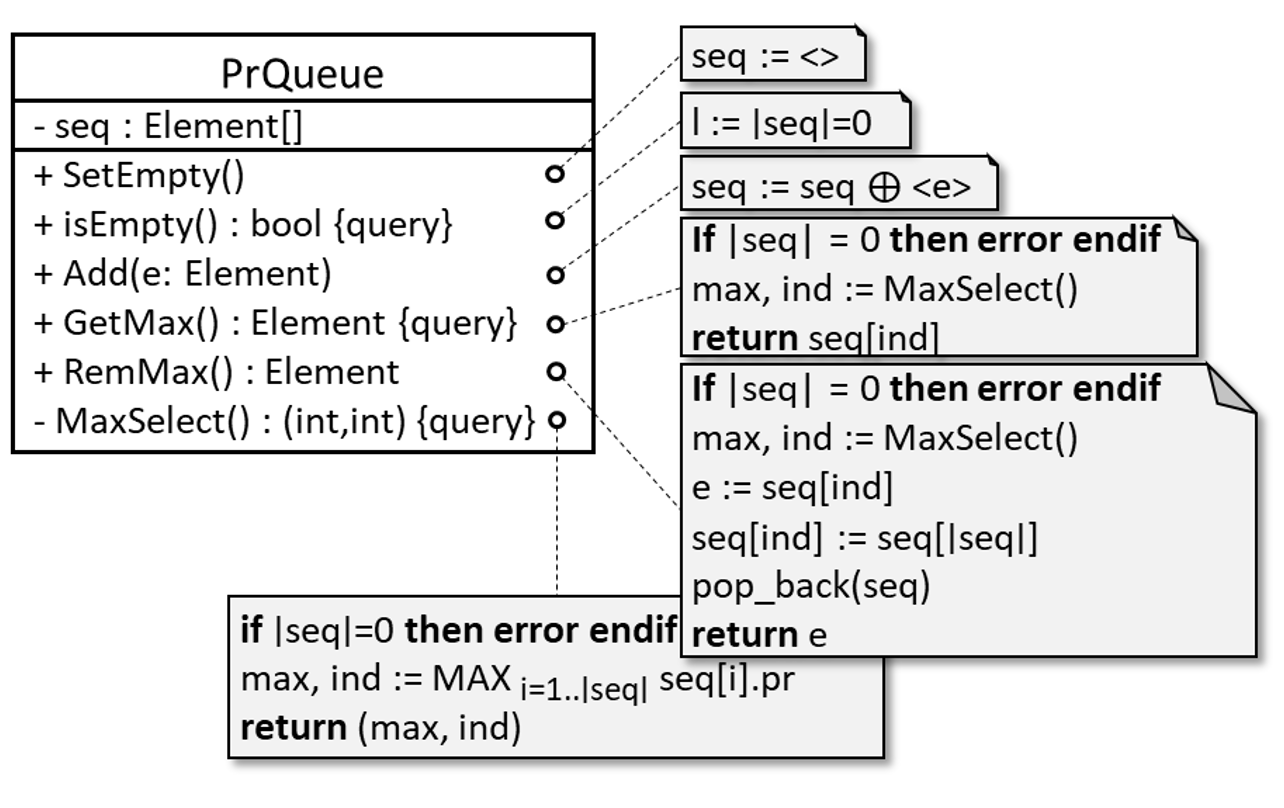 PrQueue
- seq : Element[]
+ SetEmpty()
+ isEmpty() : bool {query}
+ Add(e: Element)
+ GetMax() : Element {query}
+ RemMax() : Element
- MaxSelect() : (int,int) {query}
seq := <>
l := |seq|=0
seq := seq ⊕ <e>
If |seq| = 0 then error endif
max, ind := MaxSelect()
return seq[ind]
If |seq| = 0 then error endif
max, ind := MaxSelect()
e := seq[ind]
seq[ind] := seq[|seq|]
pop_back(seq)
return e
if |seq|=0 then error endif
max, ind := MAX i=1..|seq| seq[i].pr
return (max, ind)